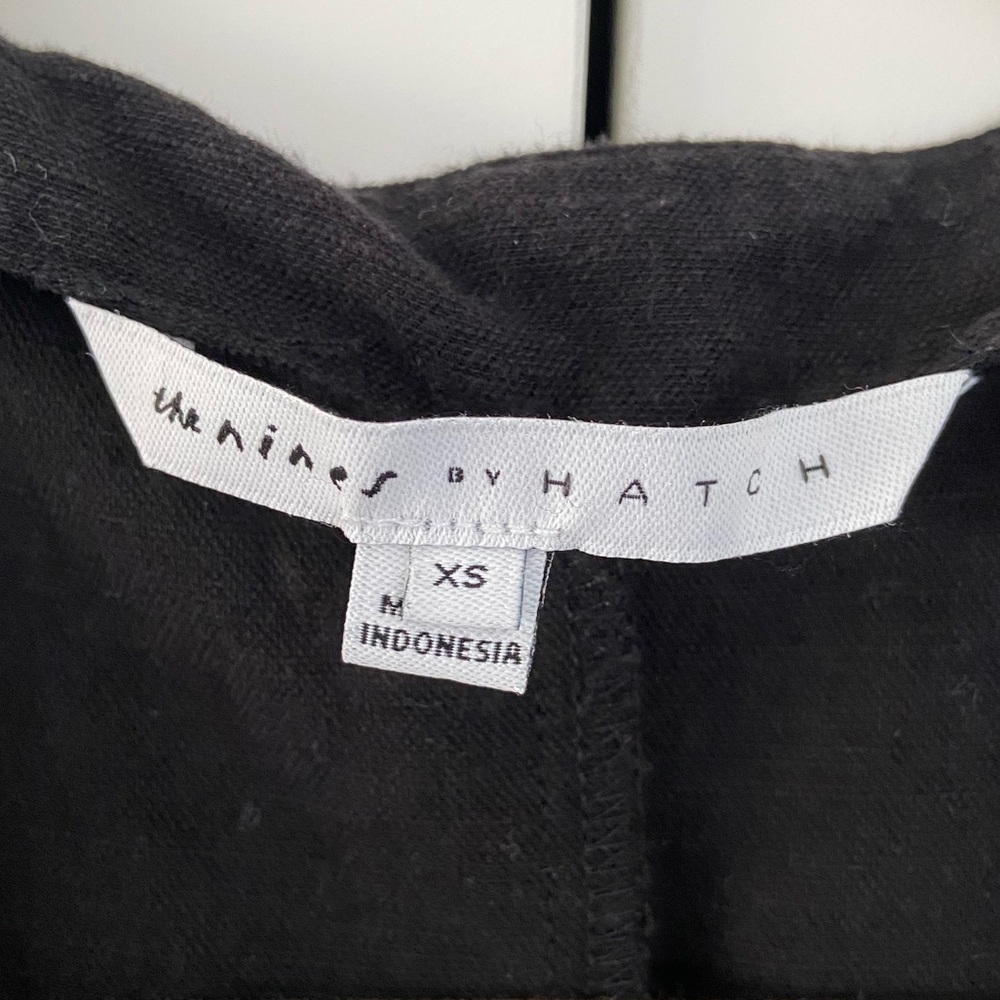 the nines BY HATCH
XS
M
INDONESIA